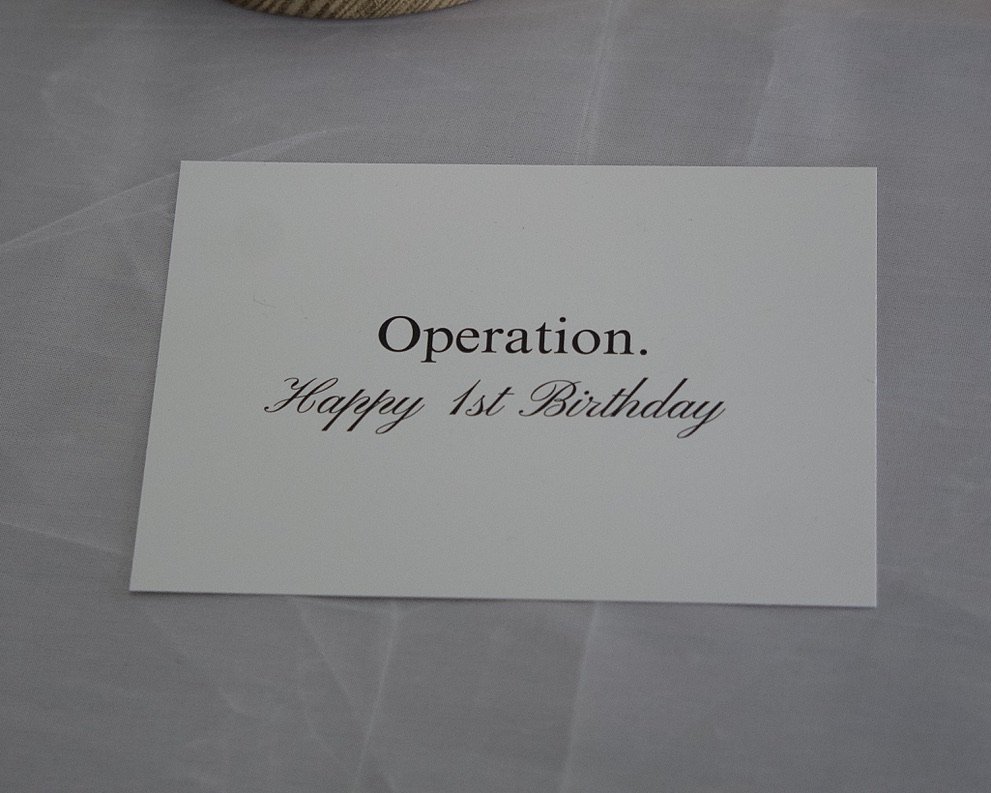 Operation.
Happy 1st Birthday